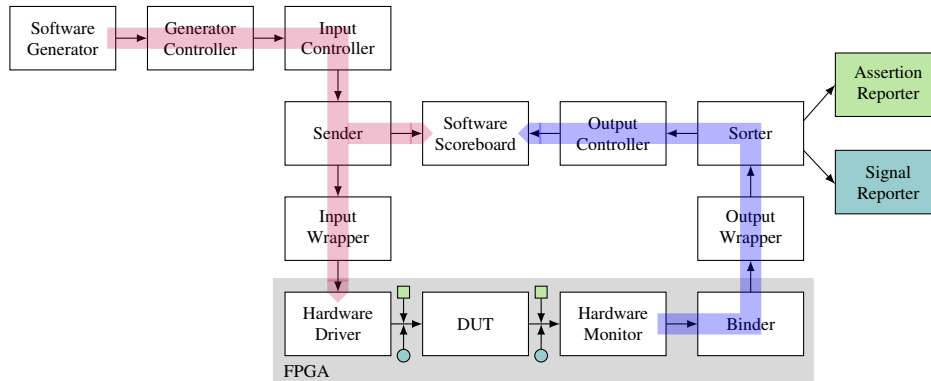 Software
Generator
Generator
Controller
Input
Controller
Assertion
Reporter
Sender
Software
Scoreboard
Output
Controller
Sorter
Signal
Reporter
Input
Wrapper
Output
Wrapper
Hardware
Driver
DUT
Hardware
Monitor
Binder
FPGA